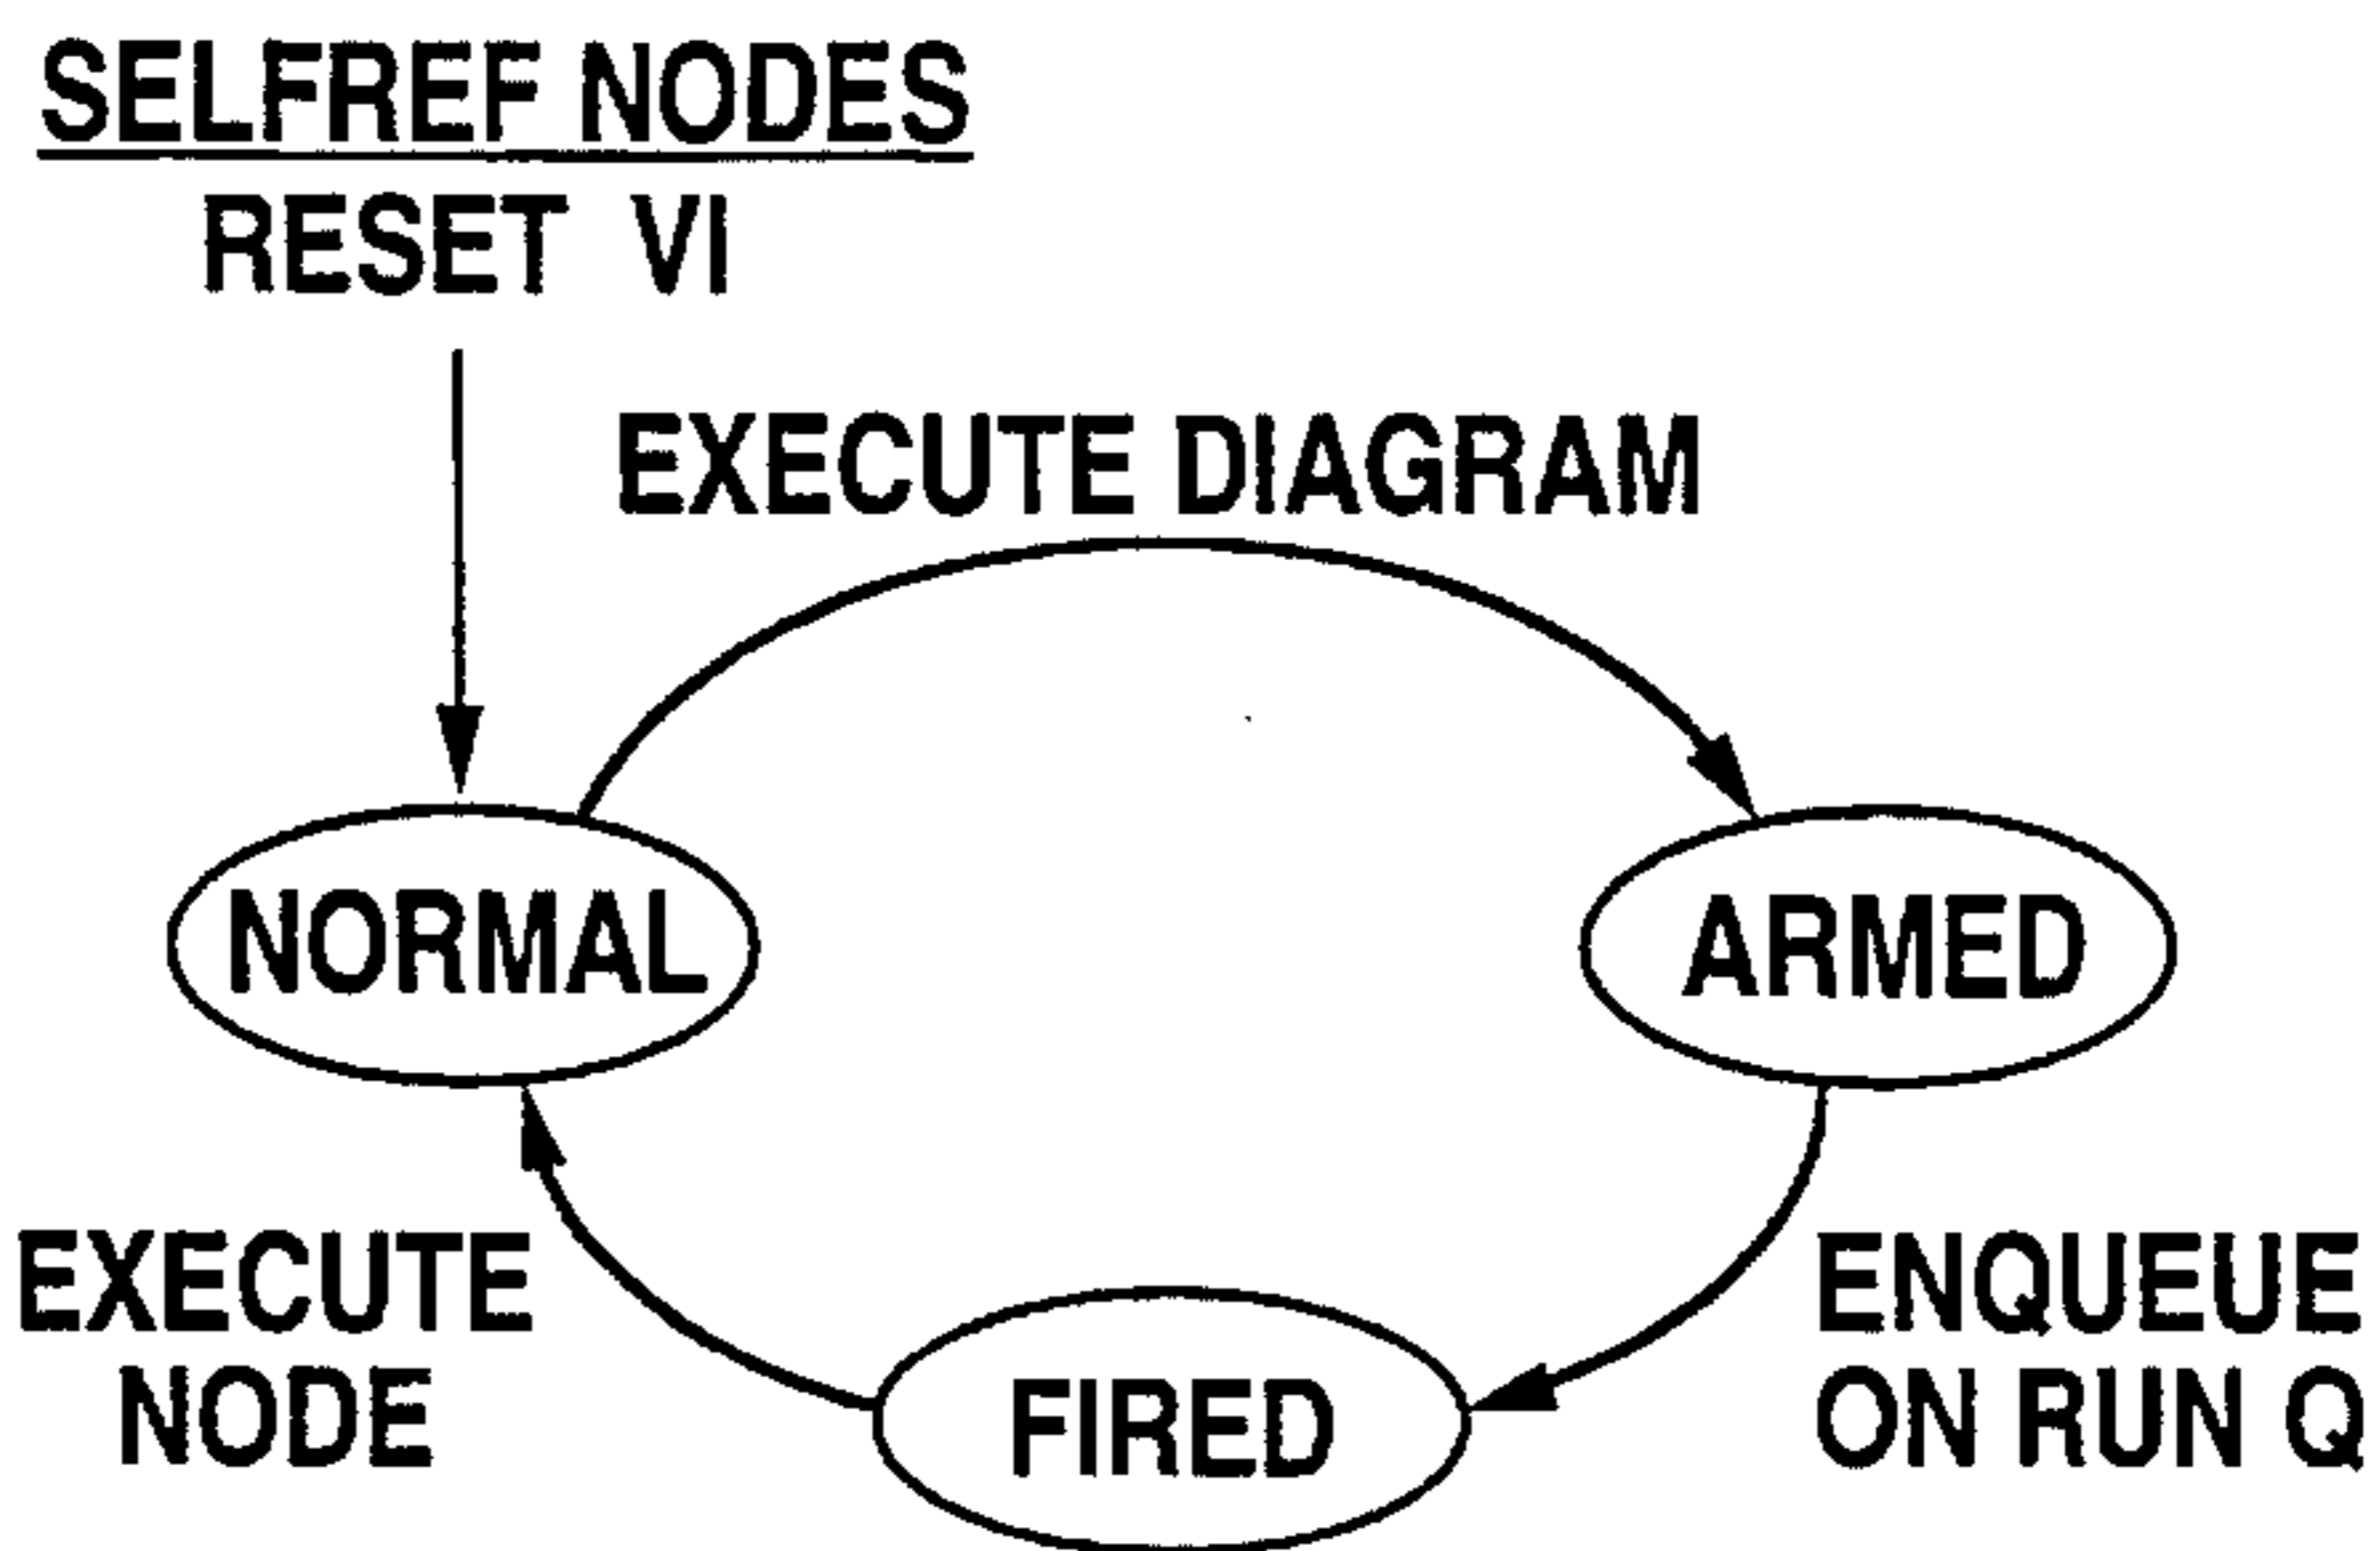 SELFREF NODES
RESET VI
EXECUTE DIAGRAM
NORMAL
ARMED
EXECUTE
NODE
ENQUEUE
ON RUN Q
FIRED